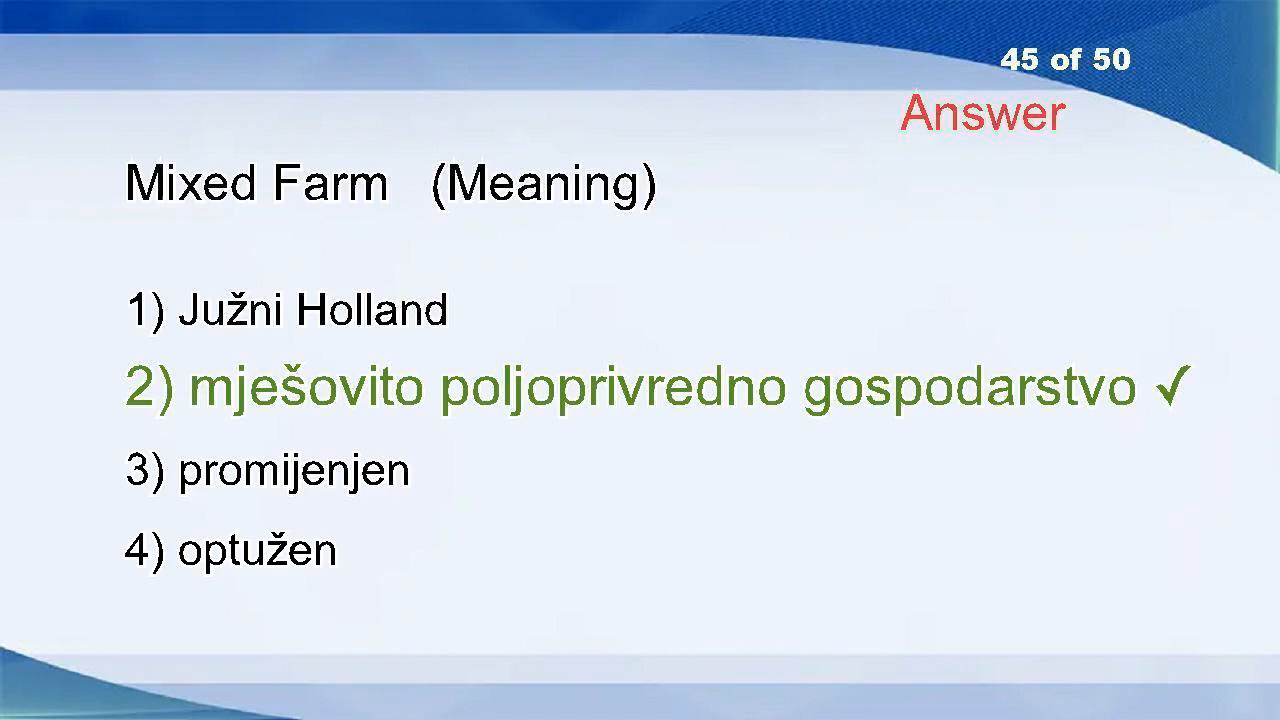 45 of 50
Answer
Mixed Farm (Meaning)
1) Južni Holland
2) mješovito poljoprivredno gospodarstvo ✓
3) promijenjen
4) optužen